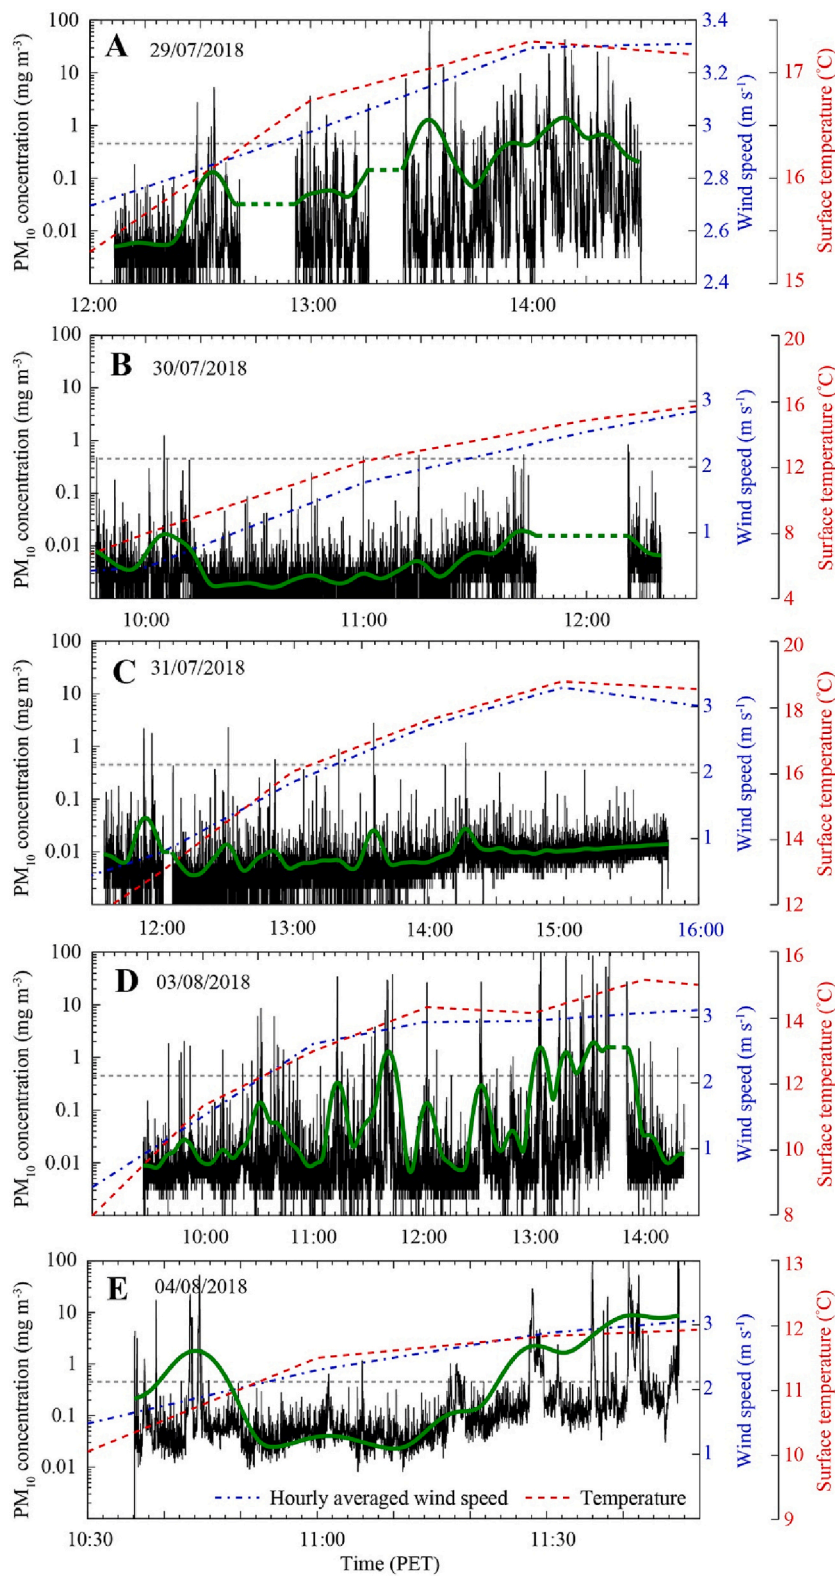 A 29/07/2018
PM10 concentration (mg m-3)
100
10
1
0.1
0.01
3.4
3.2
3
2.8
2.6
2.4
Wind speed (m s-1)
17
16
15
Surface temperature (°C)
12:00 13:00 14:00
B 30/07/2018
PM10 concentration (mg m-3)
100
10
1
0.1
0.01
3
2
1
Wind speed (m s-1)
20
16
12
8
4
Surface temperature (°C)
10:00 11:00 12:00
C 31/07/2018
PM10 concentration (mg m-3)
100
10
1
0.1
0.01
3
2
1
Wind speed (m s-1)
20
18
16
14
12
Surface temperature (°C)
12:00 13:00 14:00 15:00 16:00
D 03/08/2018
PM10 concentration (mg m-3)
100
10
1
0.1
0.01
3
2
1
Wind speed (m s-1)
16
14
12
10
8
Surface temperature (°C)
10:00 11:00 12:00 13:00 14:00
E 04/08/2018
PM10 concentration (mg m-3)
100
10
1
0.1
0.01
3
2
1
Wind speed (m s-1)
13
12
11
10
9
Surface temperature (°C)
Hourly averaged wind speed Temperature
10:30 11:00 11:30
Time (PET)